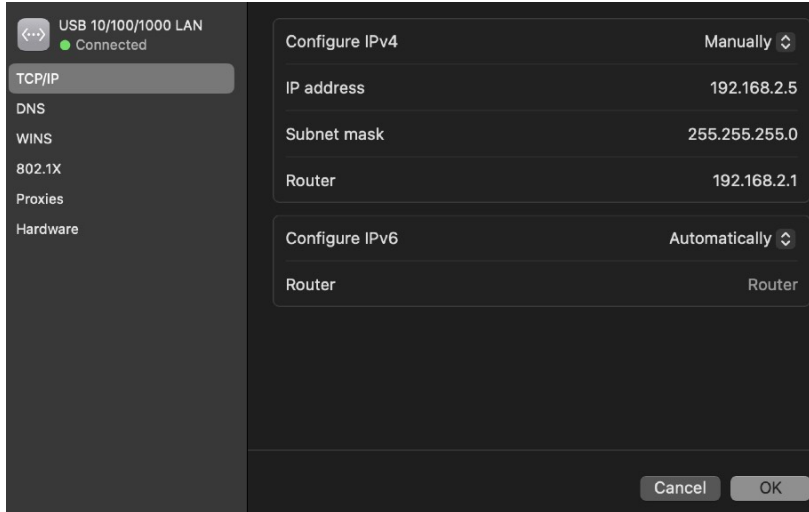 USB 10/100/1000 LAN
Connected
TCP/IP
DNS
WINS
802.1X
Proxies
Hardware
Configure IPv4 Manually
IP address 192.168.2.5
Subnet mask 255.255.255.0
Router 192.168.2.1
Configure IPv6 Automatically
Router Router
Cancel OK